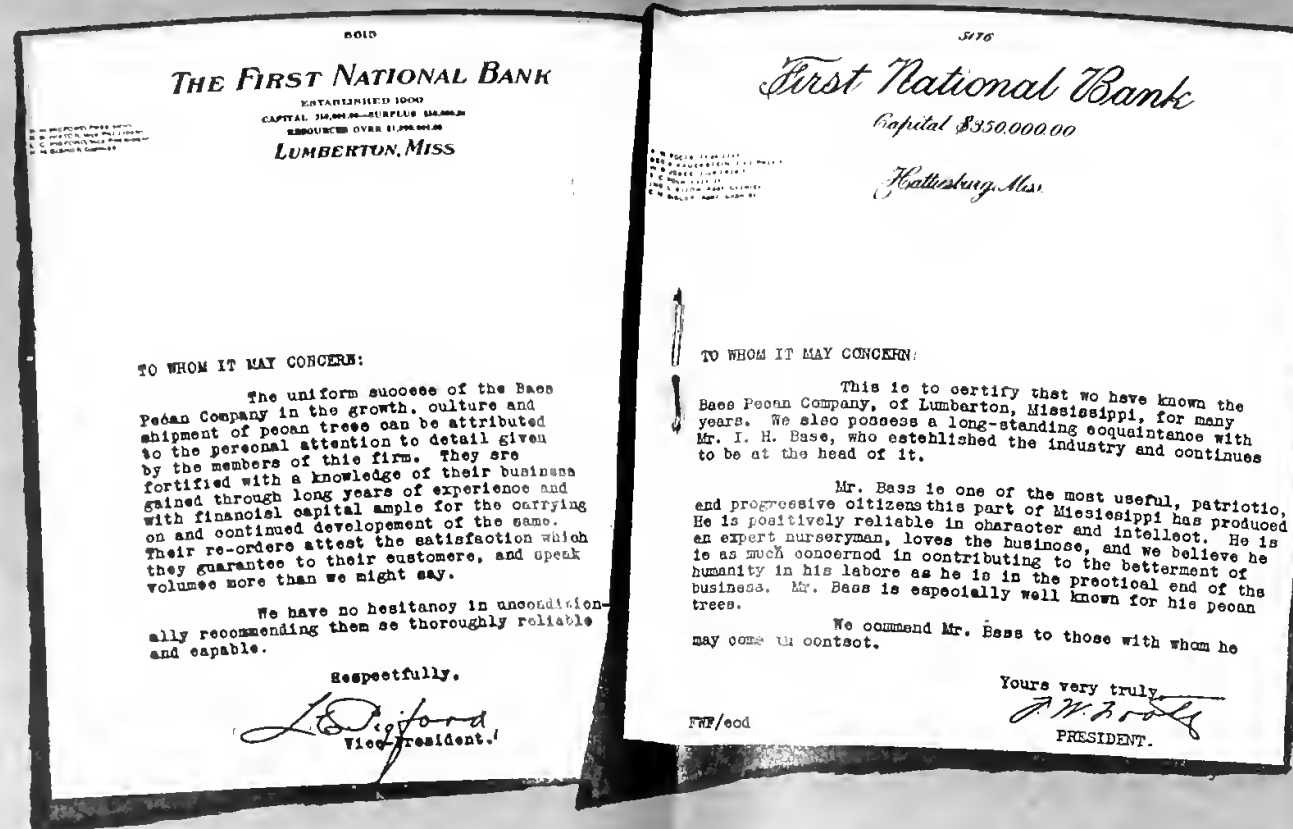 THE FIRST NATIONAL BANK
ESTABLISHED 1900
LUMBERTON, MISS
TO WHOM IT MAY CONCERN:
The uniform success of the Bass
Pecan Company in the growth, culture and
shipment of pecan trees can be attributed
to the personal attention to detail given
by the members of this firm. They are
fortified with a knowledge of their business
gained through long years of experience and
with financial capital ample for the carrying
on and continued developement of the same.
Their re-orders attest the satisfaction which
they guarantee to their customers, and speak
volumes more than we might say.
We have no hesitancy in uncondition-
ally recommending them as thoroughly reliable
and capable.
Respectfully,
Vice-President.
5176
First National Bank
Capital $350.000.00
Hattiesburg, Miss.
TO WHOM IT MAY CONCERN:
This is to certify that we have known the
Bass Pecan Company, of Lumberton, Mississippi, for many
years. We also possess a long-standing acquaintance with
Mr. I. H. Bass, who established the industry and continues
to be at the head of it.
Mr. Bass is one of the most useful, patriotic,
and progressive citizens this part of Mississippi has produced
He is positively reliable in character and intellect. He is
an expert nurseryman, loves the business, and we believe he
is as much concerned in contributing to the betterment of
humanity in his labors as he is in the practical end of the
business. Mr. Bass is especially well known for his pecan
trees.
We commend Mr. Bass to those with whom he
may come in contact.
Yours very truly,
PRESIDENT.